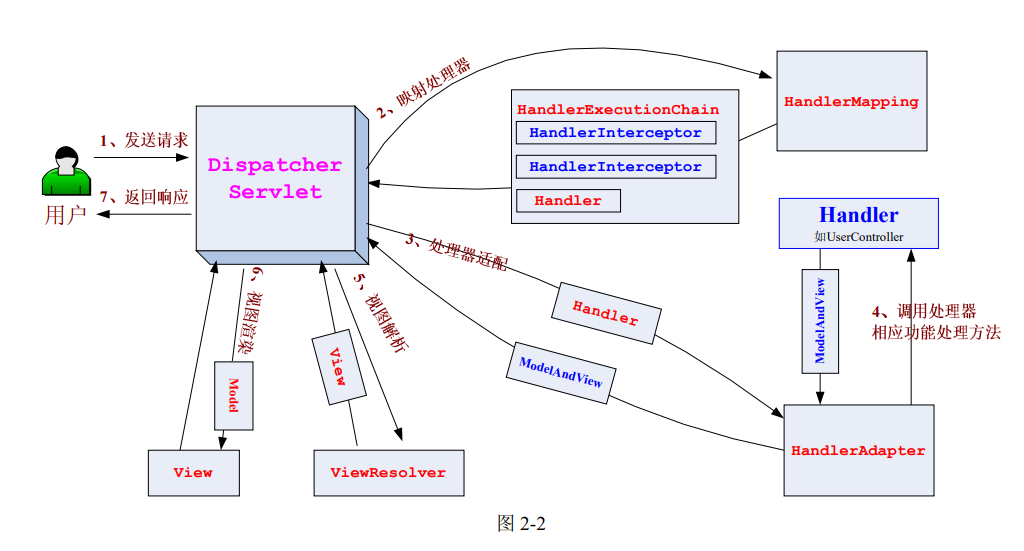 1、发送请求
7、返回响应
用户
Dispatcher
Servlet
2、映射处理器
HandlerExecutionChain
HandlerInterceptor
HandlerInterceptor
Handler
HandlerMapping
3、处理器适配
Handler
ModelAndView
Handler
如UserController
ModelAndView
4、调用处理器
相应功能处理方法
HandlerAdapter
5、视图解析
View
ViewResolver
6、视图渲染
Model
View
图 2-2